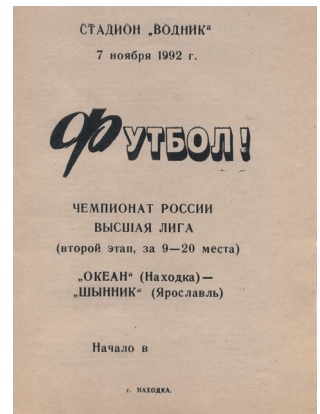 СТАДИОН „ВОДНИК“
7 ноября 1992 г.
ФУТБОЛ!
ЧЕМПИОНАТ РОССИИ
ВЫСШАЯ ЛИГА
(второй этап, за 9—20 места)
„ОКЕАН“ (Находка)—
„ШЫННИК“ (Ярославль)
Начало в
г. НАХОДКА.